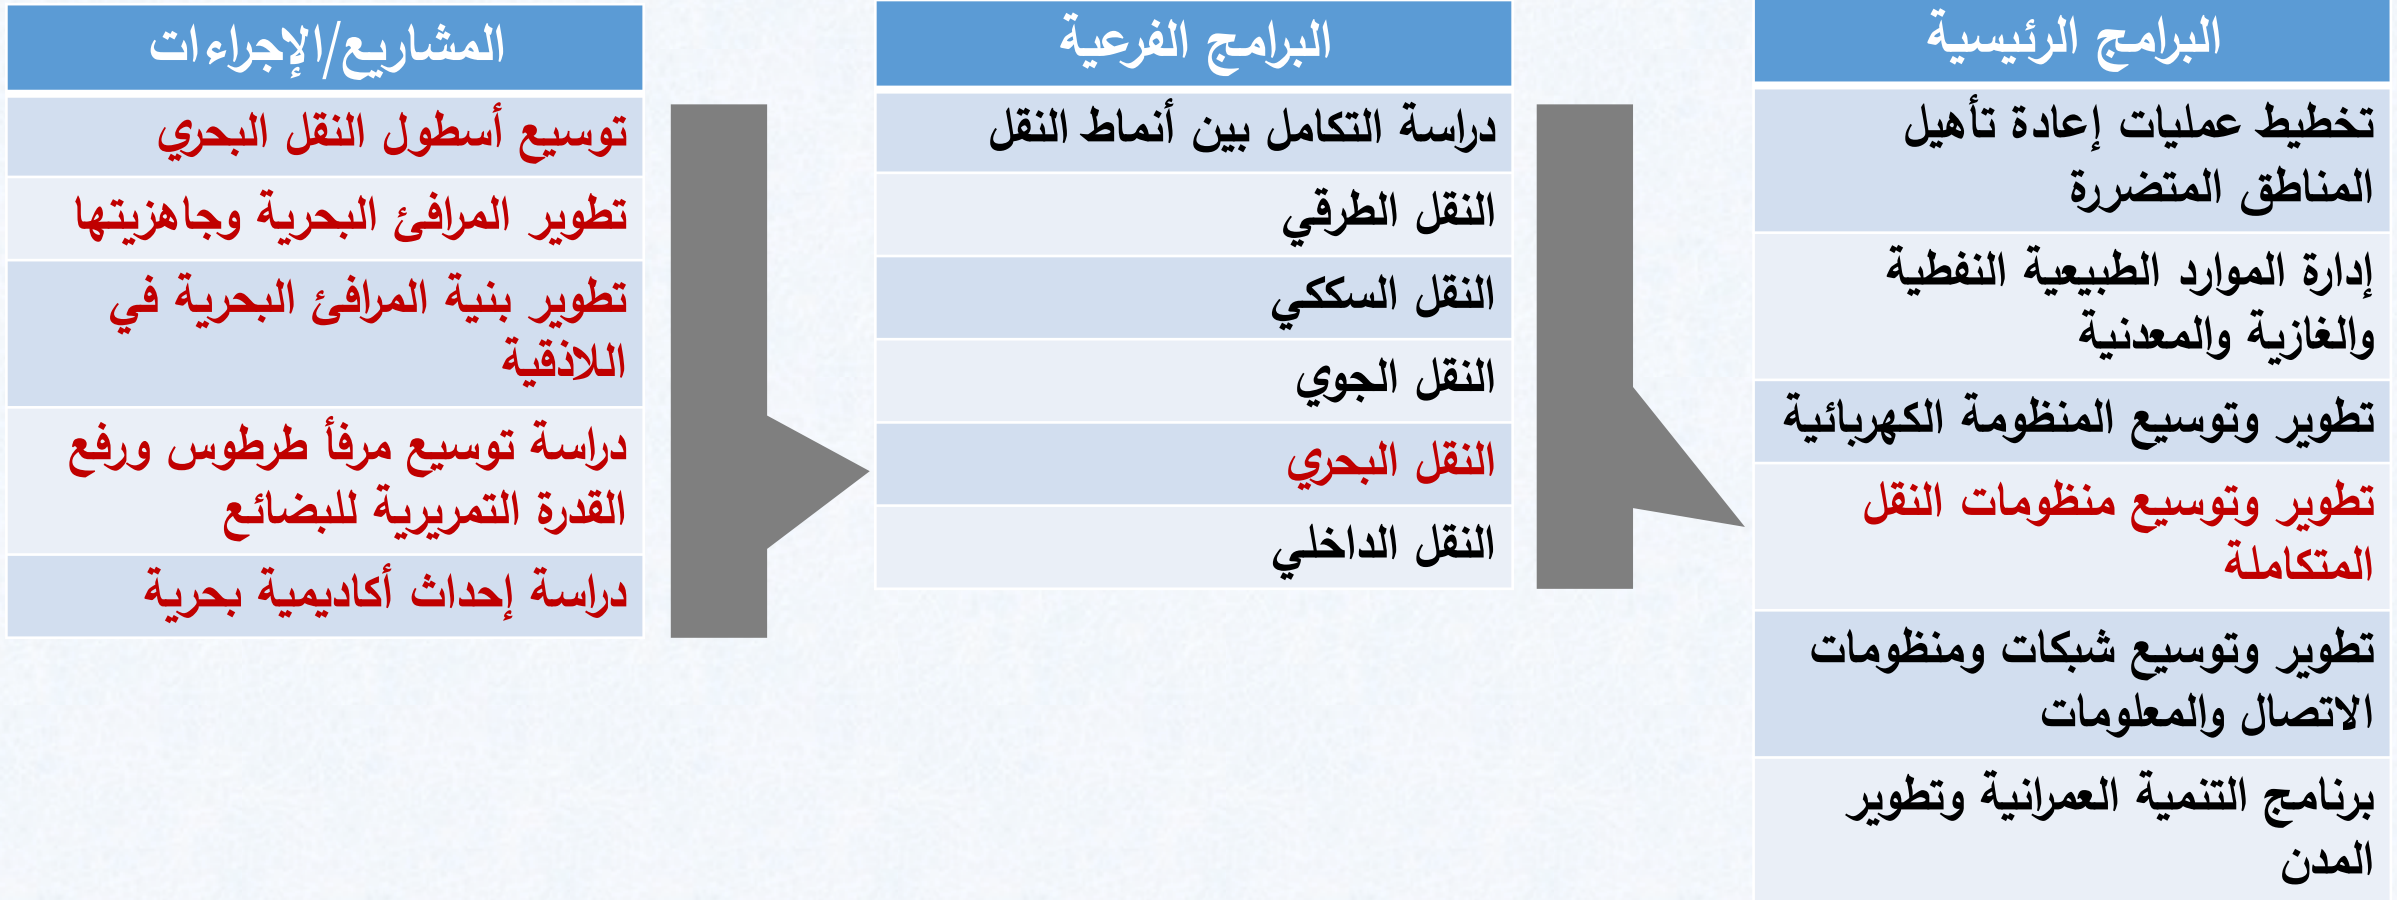 البرامج الرئيسية
تخطيط عمليات إعادة تأهيل
المناطق المتضررة
إدارة الموارد الطبيعية النفطية
والغازية والمعدنية
تطوير وتوسيع المنظومة الكهربائية
تطوير وتوسيع منظومات النقل
المتكاملة
تطوير وتوسيع شبكات ومنظومات
الاتصال والمعلومات
برنامج التنمية العمرانية وتطوير
المدن
البرامج الفرعية
دراسة التكامل بين أنماط النقل
النقل الطرقي
النقل السككي
النقل الجوي
النقل البحري
النقل الداخلي
المشاريع/الإجراءات
توسيع أسطول النقل البحري
تطوير المرافئ البحرية وجاهزيتها
تطوير بنية المرافئ البحرية في
اللاذقية
دراسة توسيع مرفأ طرطوس ورفع
القدرة التمريرية للبضائع
دراسة إحداث أكاديمية بحرية